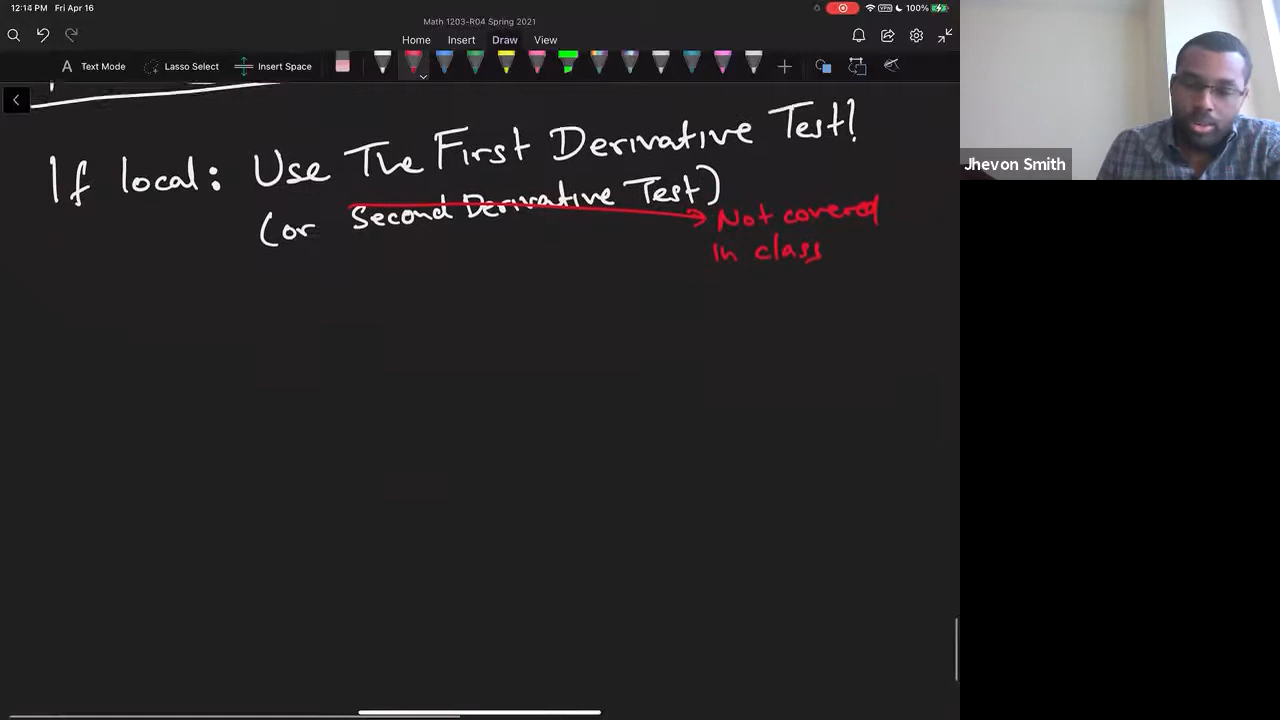 12:14 PM Fri Apr 16
VPN 100%
Math 1203-R04 Spring 2021
Home Insert Draw View
A Text Mode Lasso Select Insert Space
If local: Use The First Derivative Test!
(or Second Derivative Test)
Not covered
in class
Jhevon Smith